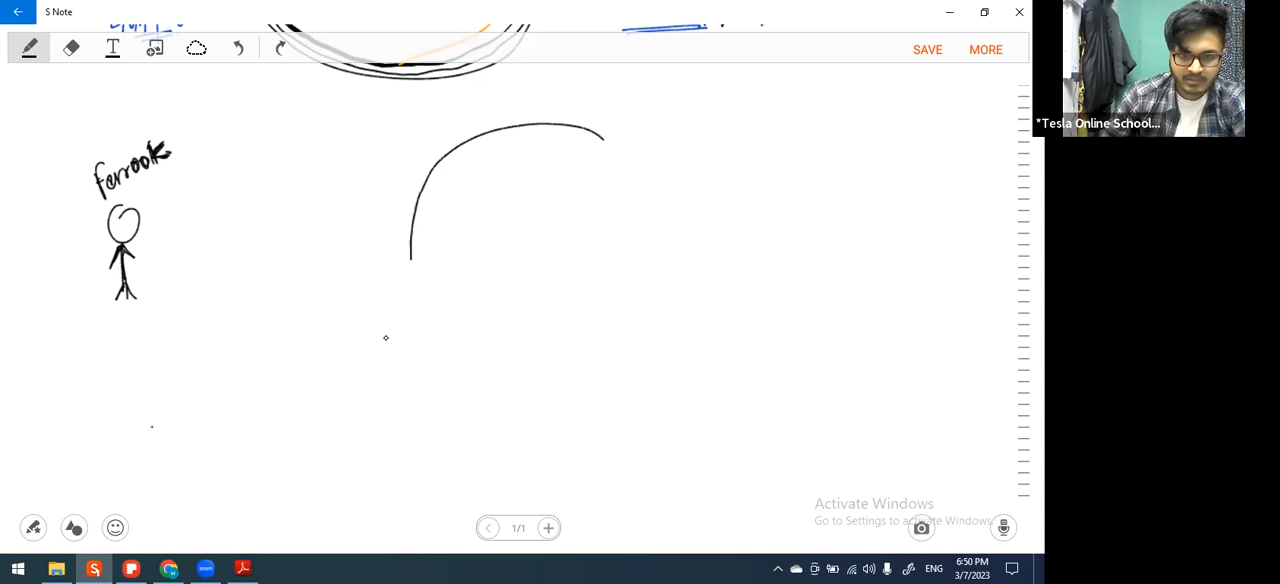 S Note
SAVE
MORE
*Tesla Online School...
Farrook
Activate Windows
Go to Settings to activate Windows.
1/1
ENG
6:50 PM
3/7/2023
zoom